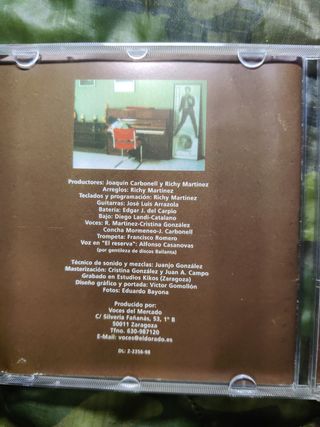 Productores: Joaquín Carbonell y Richy Martínez
Arreglos: Richy Martínez
Teclados y programación: Richy Martínez
Guitarras: José Luis Arrazola
Batería: Edgar J. del Carpio
Bajo: Diego Landi-Catalano
Voces: R. Martínez-Cristina González
Concha Mormeneo-J. Carbonell
Trompeta: Francisco Romero
Voz en "El reserva": Alfonso Casanovas
(por gentileza de discos Bailanta)
Técnico de sonido y mezclas: Juanjo González
Masterización: Cristina González y Juan A. Campo
Grabado en Estudios Kikos (Zaragoza)
Diseño gráfico y portada: Víctor Gomollón
Fotos: Eduardo Bayona
Producido por:
Voces del Mercado
C/ Silveria Fañanás, 53, 1º B
50011 Zaragoza
Tfno. 630-987120
E-Mail: voces@eldorado.es
DL: Z-2356-98